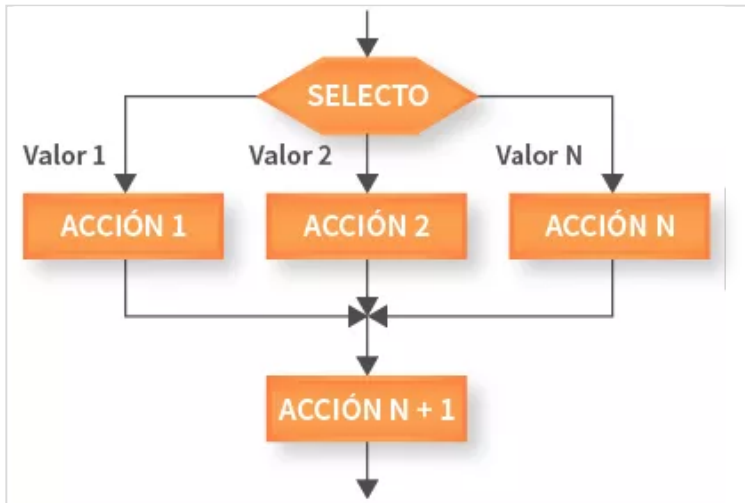 SELECTO
Valor 1
Valor 2
Valor N
ACCIÓN 1
ACCIÓN 2
ACCIÓN N
ACCIÓN N + 1